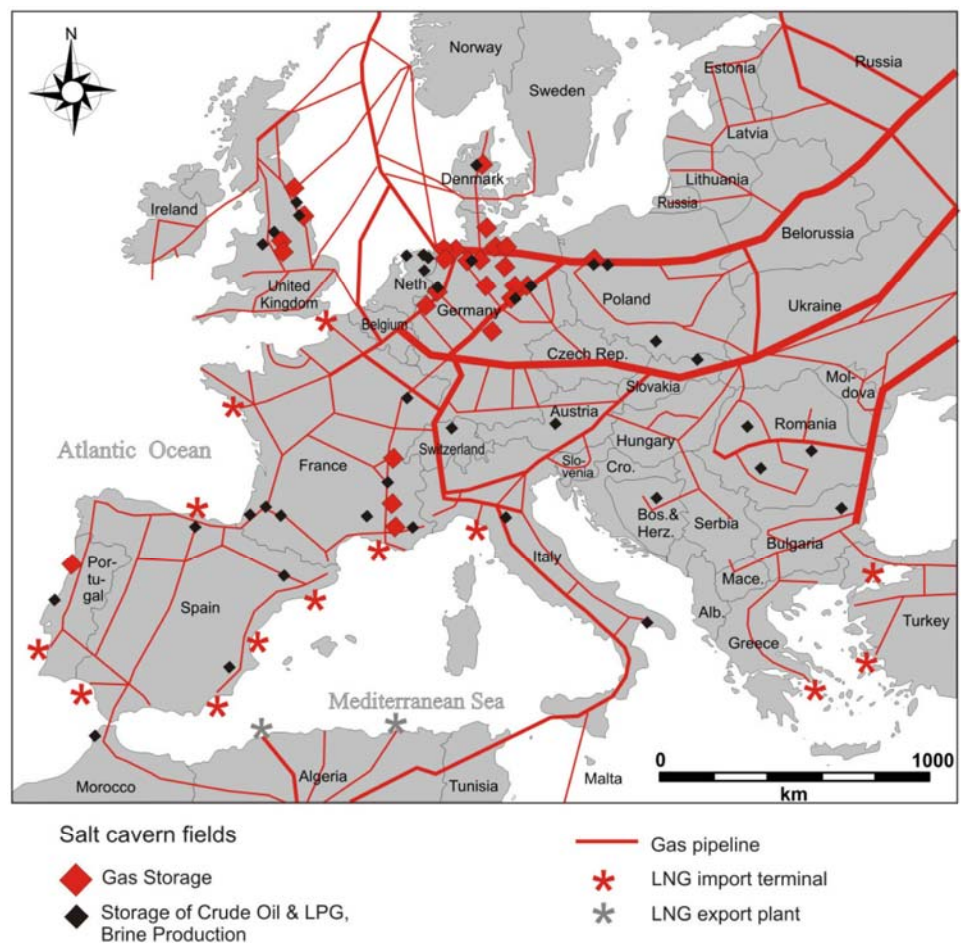 N
Norway
Sweden
Estonia
Russia
Latvia
Lithuania
Russia
Denmark
Ireland
United
Kingdom
Neth.
Belgium
Germany
Poland
Belorussia
Ukraine
Czech Rep.
Slovakia
Mol-
dova
Austria
Hungary
Romania
Switzerland
Slo-
venia
Cro.
Bos.&
Herz.
Serbia
Bulgaria
Mace.
Alb.
Greece
Turkey
Atlantic Ocean
France
Italy
Por-
tu-
gal
Spain
Mediterranean Sea
Morocco
Algeria
Tunisia
Malta
0
1000
km
Salt cavern fields
Gas Storage
Storage of Crude Oil & LPG,
Brine Production
Gas pipeline
LNG import terminal
LNG export plant